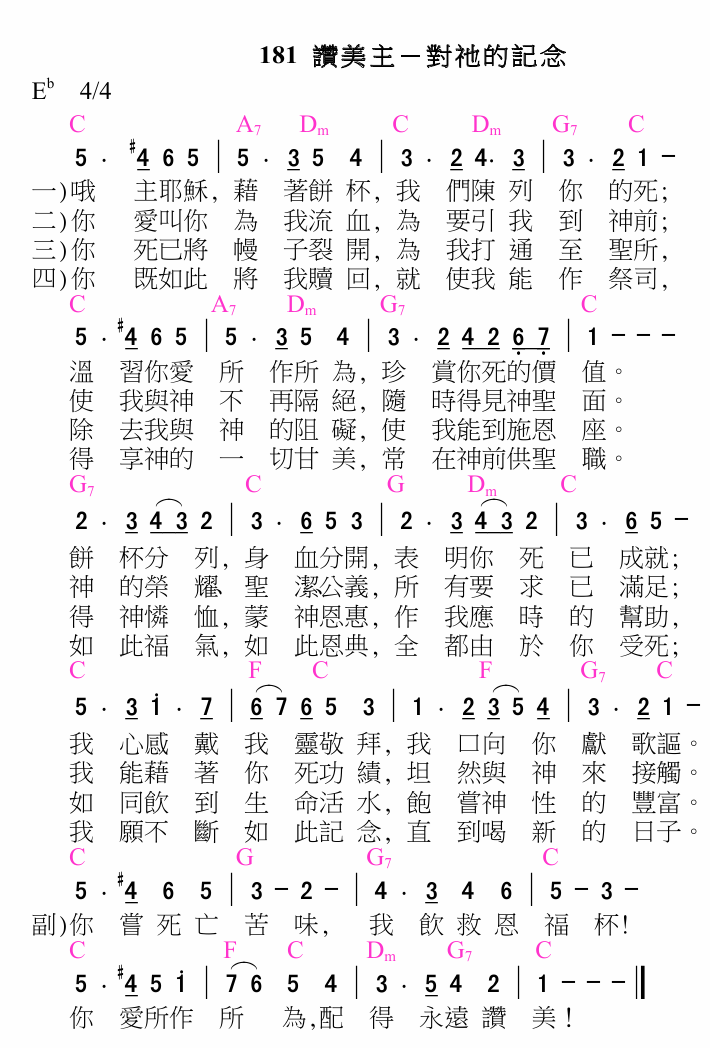 181 讚美主－對祂的記念
E♭ 4/4
C A7 Dm C Dm G7 C
5 · #4 6 5 | 5 · 3 5 4 | 3 · 2 4· 3 | 3 · 2 1 －
一)哦 主耶穌, 藉 著餅 杯, 我 們陳 列 你 的死;
二)你 愛叫你 為 我流 血, 為 要引 我 到 神前;
三)你 死已將 幔 子裂 開, 為 我打 通 至 聖所,
四)你 既如此 將 我贖 回, 就 使我 能 作 祭司,
C A7 Dm G7 C
5 · #4 6 5 | 5 · 3 5 4 | 3 · 2 4 2 6 7 | 1 － － －
溫 習你愛 所 作所 為, 珍 賞你死的價 值。
使 我與神 不 再隔 絕, 隨 時得見神聖 面。
除 去我與 神 的阻 礙, 使 我能到施恩 座。
得 享神的 一 切甘 美, 常 在神前供聖 職。
G7 C G Dm C
2 · 3 4 3 2 | 3 · 6 5 3 | 2 · 3 4 3 2 | 3 · 6 5 －
餅 杯分 列, 身 血分開, 表 明你 死 已 成就;
神 的榮 耀、聖 潔、公義, 所 有要 求 已 滿足;
得 神憐 恤, 蒙 神恩惠, 作 我應 時 的 幫助,
如 此福 氣, 如 此恩典, 全 都由 於 你 受死;
C F C F G7 C
5 · 3 1 · 7 | 6 7 6 5 3 | 1 · 2 3 5 4 | 3 · 2 1 －
我 心感 戴 我 靈敬 拜, 我 口向 你 獻 歌謳。
我 能藉 著 你 死功 績, 坦 然與 神 來 接觸。
如 同飲 到 生 命活 水, 飽 嘗神 性 的 豐富。
我 願不 斷 如 此記 念, 直 到喝 新 的 日子。
C G G7 C
5 · #4 6 5 | 3 － 2 － | 4 · 3 4 6 | 5 － 3 －
副)你 嘗 死 亡 苦 味, 我 飲 救 恩 福 杯!
C F C Dm G7 C
5 · #4 5 1 | 7 6 5 4 | 3 · 5 4 2 | 1 － － －
你 愛所作 所 為,配 得 永遠 讚 美！